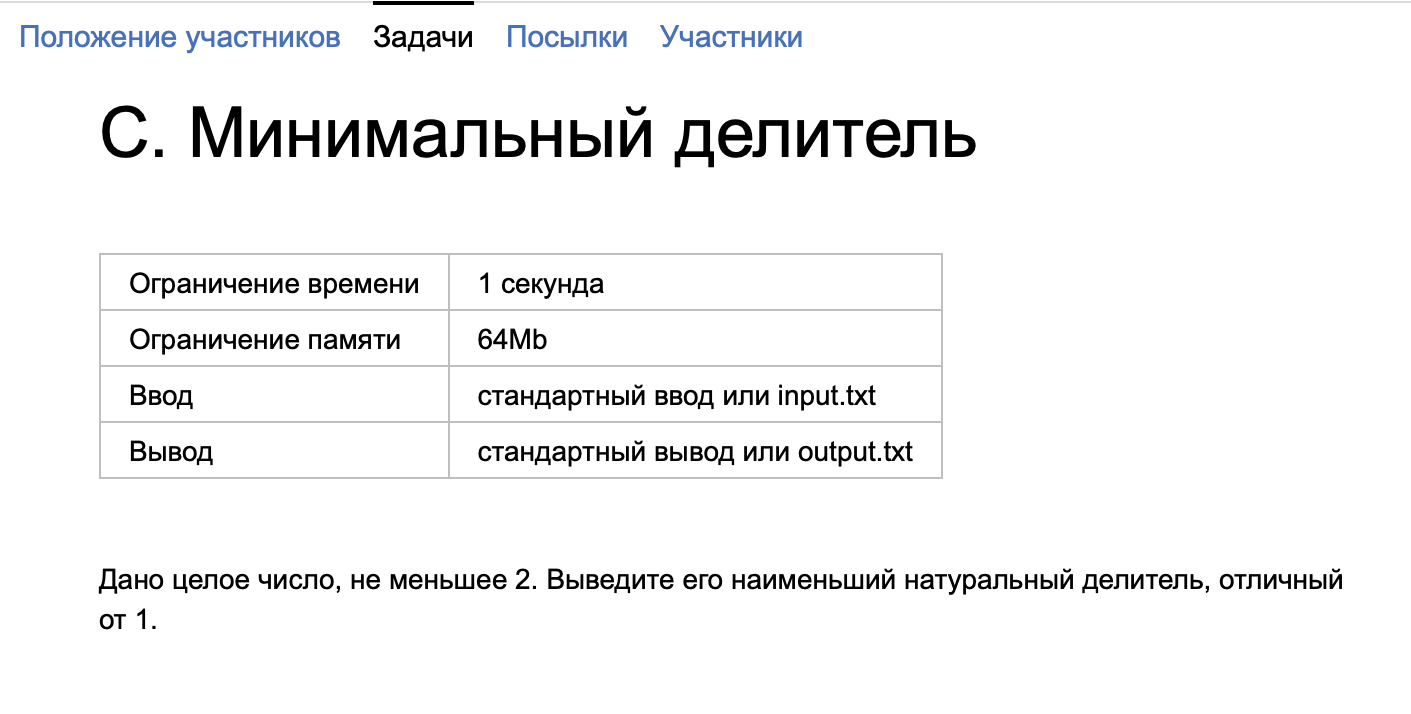 Положение участников Задачи Посылки Участники
C. Минимальный делитель
Ограничение времени 1 секунда
Ограничение памяти 64Mb
Ввод стандартный ввод или input.txt
Вывод стандартный вывод или output.txt
Дано целое число, не меньшее 2. Выведите его наименьший натуральный делитель, отличный
от 1.